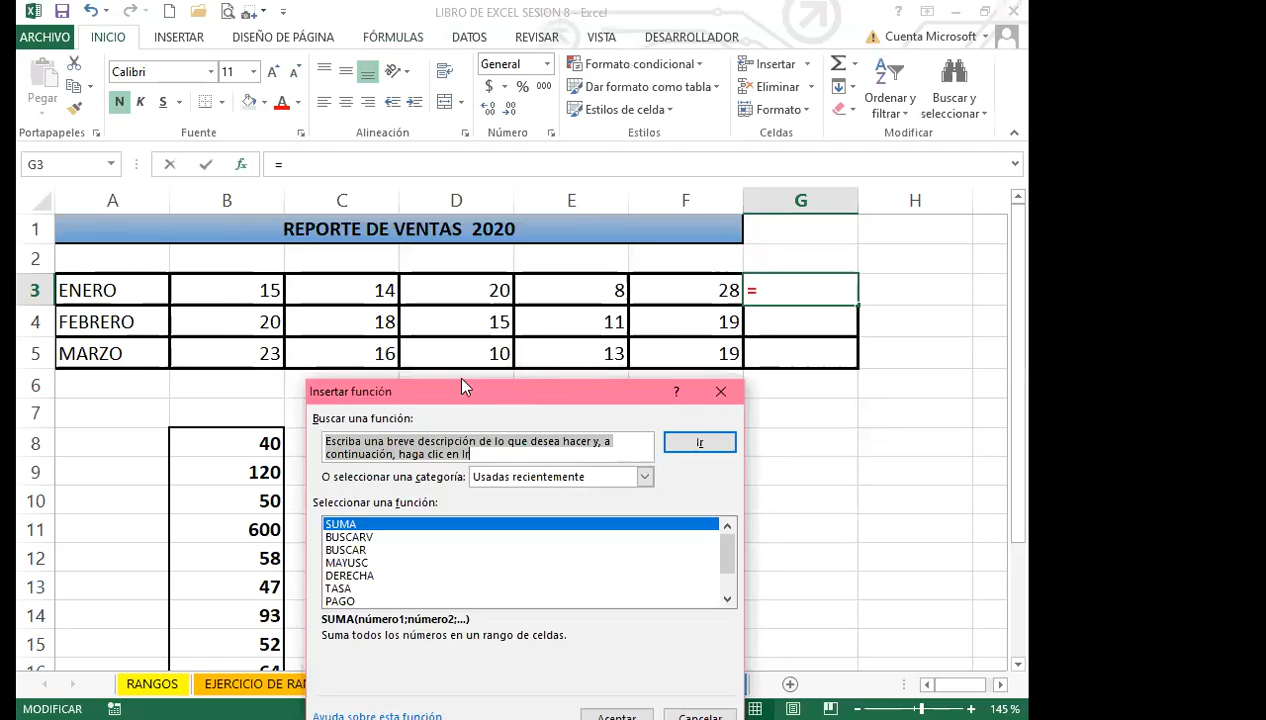 LIBRO DE EXCEL SESION 8 - Excel
ARCHIVO INICIO INSERTAR DISEÑO DE PÁGINA FÓRMULAS DATOS REVISAR VISTA DESARROLLADOR Cuenta Microsoft
Pegar
Calibri 11
N K S
General
$ % 000
Formato condicional
Dar formato como tabla
Estilos de celda
Insertar
Eliminar
Formato
Ordenar y filtrar
Buscar y seleccionar
Portapapeles Fuente Alineación Número Estilos Celdas Modificar
G3 fx =
A B C D E F G H
1 REPORTE DE VENTAS 2020
2
3 ENERO 15 14 20 8 28 =
4 FEBRERO 20 18 15 11 19
5 MARZO 23 16 10 13 19
6
7
8 40
9 120
10 50
11 600
12 58
13 47
14 93
15 52
16 64
Insertar función ?
Buscar una función:
Escriba una breve descripción de lo que desea hacer y, a
continuación, haga clic en Ir
Ir
O seleccionar una categoría: Usadas recientemente
Seleccionar una función:
SUMA
BUSCARV
BUSCAR
MAYUSC
DERECHA
TASA
PAGO
SUMA(número1;número2;...)
Suma todos los números en un rango de celdas.
Ayuda sobre esta función
Aceptar Cancelar
RANGOS EJERCICIO DE RAN
MODIFICAR 145 %